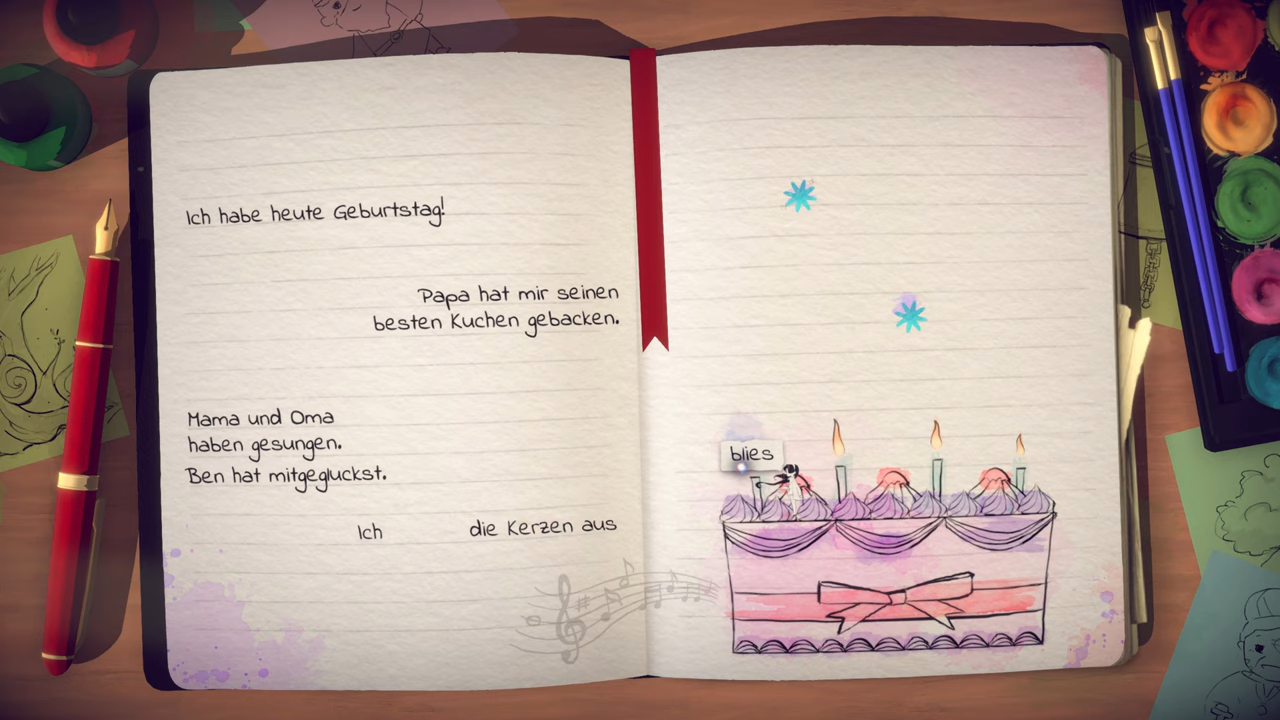 Ich habe heute Geburtstag!
Papa hat mir seinen
besten Kuchen gebacken.
Mama und Oma
haben gesungen.
Ben hat mitgegluckst.
Ich die Kerzen aus
blies